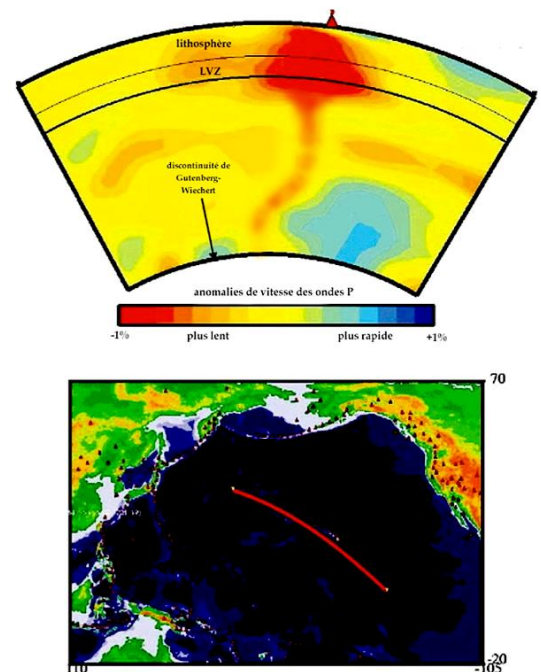 lithosphère
LVZ
discontinuité de
Gutenberg-
Wiechert
anomalies de vitesse des ondes P
-1%
plus lent
plus rapide
+1%
70
-20
110
-105